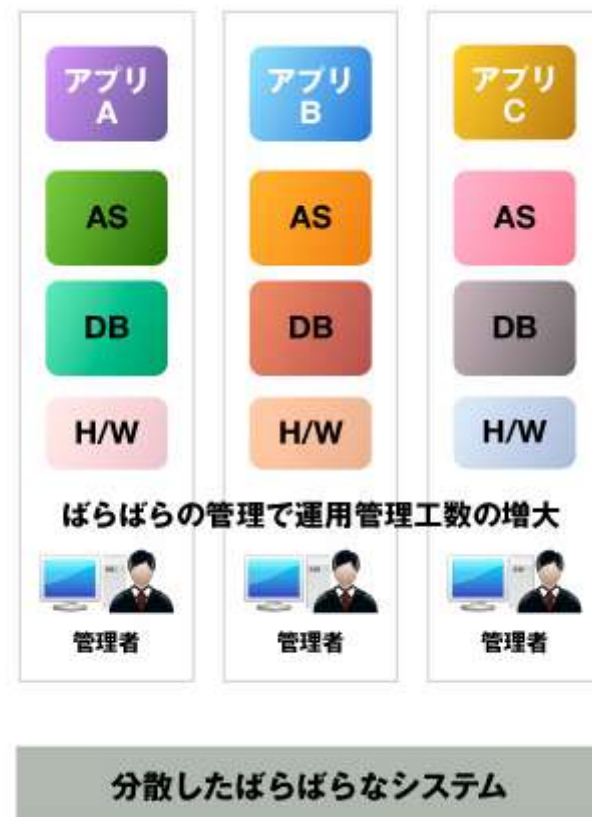 アプリ
A
アプリ
B
アプリ
C
AS
AS
AS
DB
DB
DB
H/W
H/W
H/W
ばらばらの管理で運用管理工数の増大
管理者
管理者
管理者
分散したばらばらなシステム